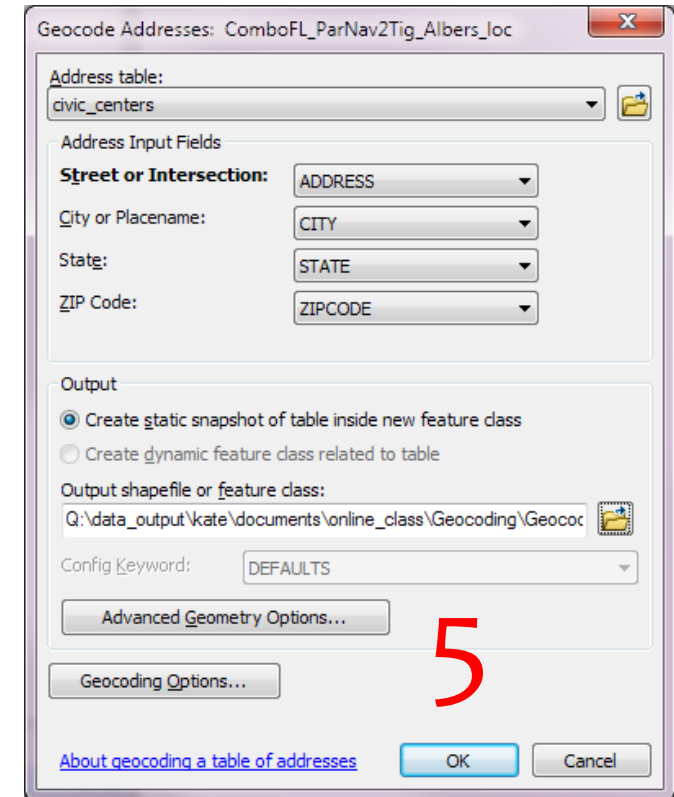 Geocode Addresses: ComboFL_ParNav2Tig_Albers_loc
Address table:
civic_centers
Address Input Fields
Street or Intersection: ADDRESS
City or Placename: CITY
State: STATE
ZIP Code: ZIPCODE
Output
Create static snapshot of table inside new feature class
Create dynamic feature class related to table
Output shapefile or feature class:
Q:\data_output\kate\documents\online_class\Geocoding\Geococ
Config Keyword: DEFAULTS
Advanced Geometry Options...
5
Geocoding Options...
About geocoding a table of addresses OK Cancel